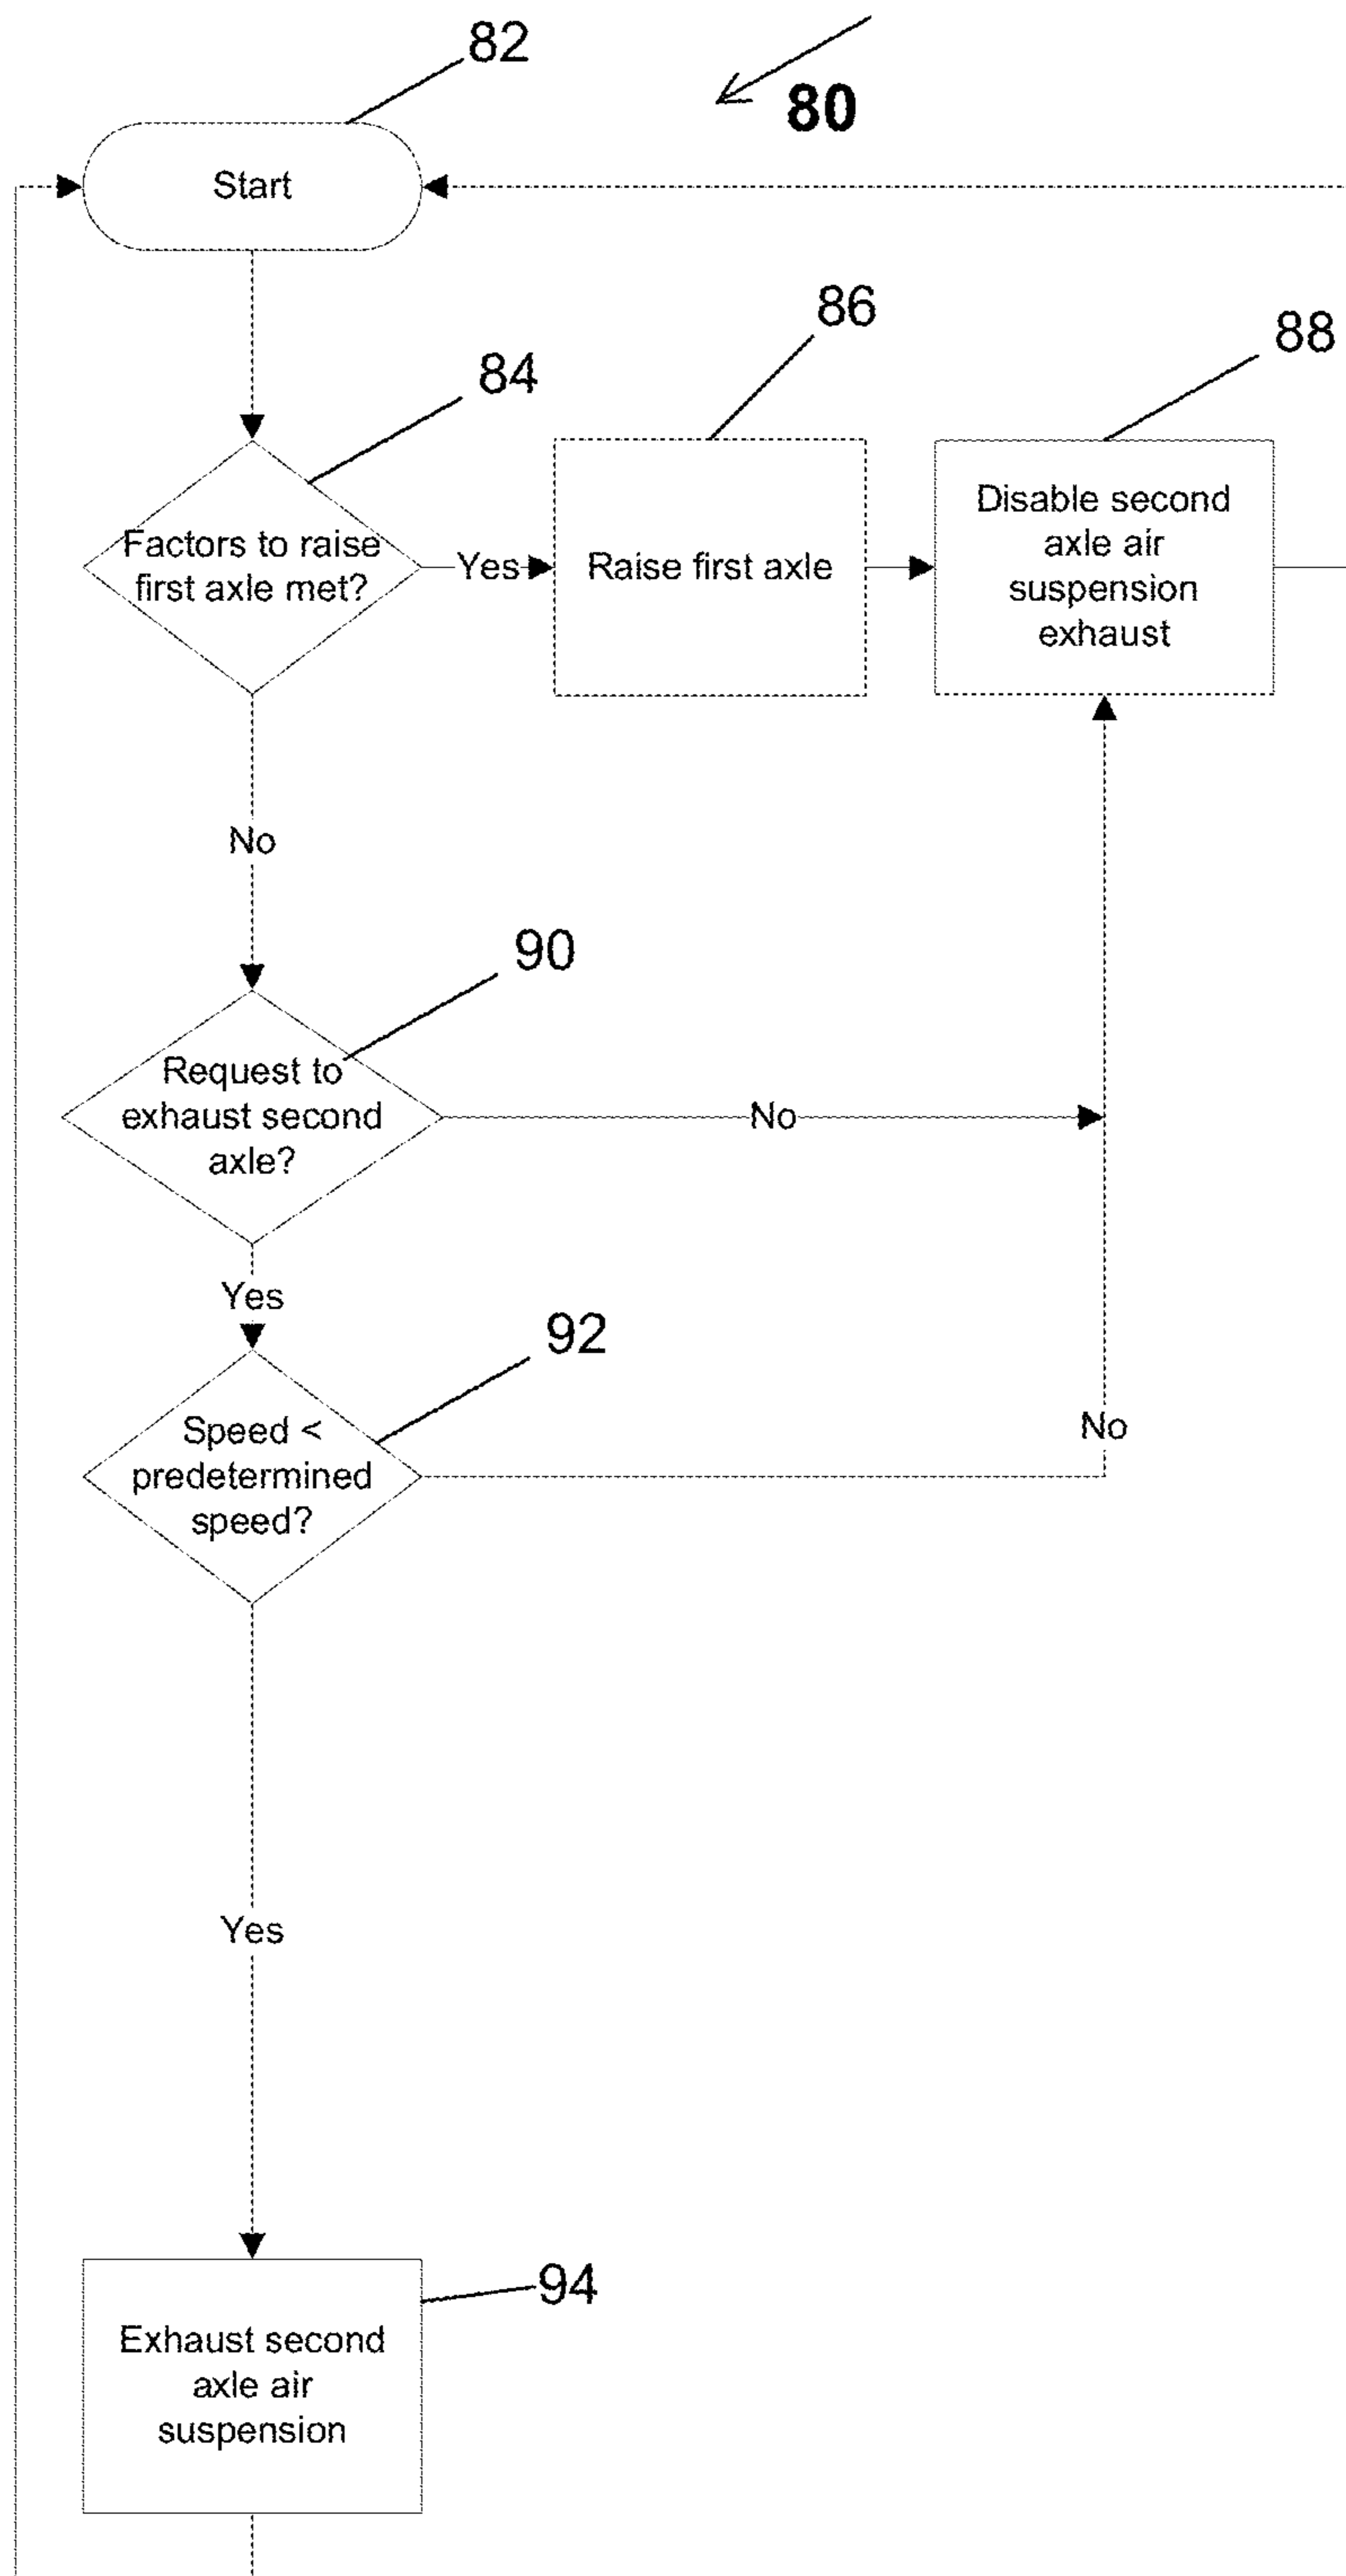 82
80
Start
86
88
84
Factors to raise
first axle met?
Yes
Raise first axle
Disable second
axle air
suspension
exhaust
No
90
Request to
exhaust second
axle?
No
Yes
92
Speed <
predetermined
speed?
No
Yes
94
Exhaust second
axle air
suspension